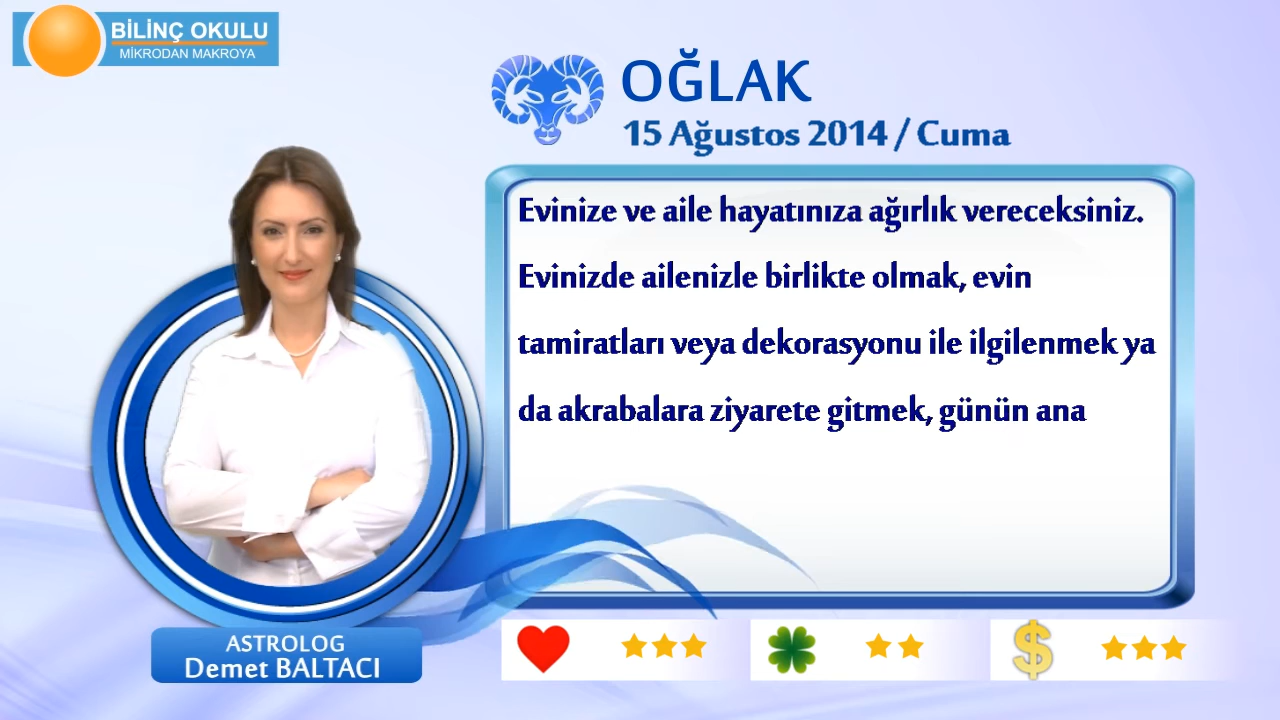 BİLİNÇ OKULU
MİKRODAN MAKROYA
OĞLAK
15 Ağustos 2014 / Cuma
Evinize ve aile hayatınıza ağırlık vereceksiniz.
Evinizde ailenizle birlikte olmak, evin
tamiratları veya dekorasyonu ile ilgilenmek ya
da akrabalara ziyarete gitmek, günün ana
ASTROLOG
Demet BALTACI
$